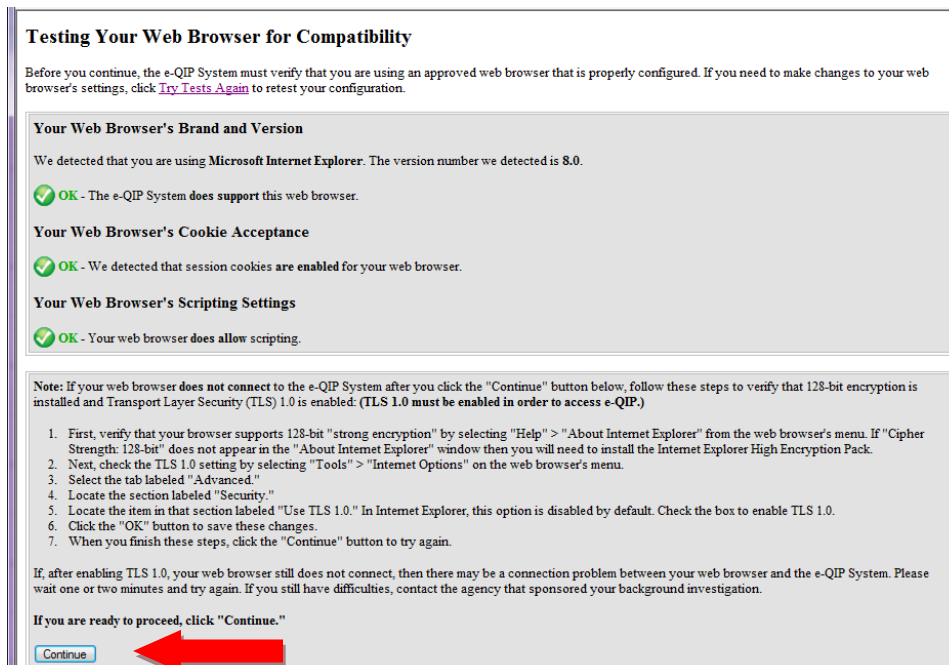 Testing Your Web Browser for Compatibility
Before you continue, the e-QIP System must verify that you are using an approved web browser that is properly configured. If you need to make changes to your web
browser's settings, click Try Tests Again to retest your configuration.
Your Web Browser's Brand and Version
We detected that you are using Microsoft Internet Explorer. The version number we detected is 8.0.
OK - The e-QIP System does support this web browser.
Your Web Browser's Cookie Acceptance
OK - We detected that session cookies are enabled for your web browser.
Your Web Browser's Scripting Settings
OK - Your web browser does allow scripting.
Note: If your web browser does not connect to the e-QIP System after you click the "Continue" button below, follow these steps to verify that 128-bit encryption is
installed and Transport Layer Security (TLS) 1.0 is enabled: (TLS 1.0 must be enabled in order to access e-QIP.)
1. First, verify that your browser supports 128-bit "strong encryption" by selecting "Help" > "About Internet Explorer" from the web browser's menu. If "Cipher
Strength: 128-bit" does not appear in the "About Internet Explorer" window then you will need to install the Internet Explorer High Encryption Pack.
2. Next, check the TLS 1.0 setting by selecting "Tools" > "Internet Options" on the web browser's menu.
3. Select the tab labeled "Advanced."
4. Locate the section labeled "Security."
5. Locate the item in that section labeled "Use TLS 1.0." In Internet Explorer, this option is disabled by default. Check the box to enable TLS 1.0.
6. Click the "OK" button to save these changes.
7. When you finish these steps, click the "Continue" button to try again.
If, after enabling TLS 1.0, your web browser still does not connect, then there may be a connection problem between your web browser and the e-QIP System. Please
wait one or two minutes and try again. If you still have difficulties, contact the agency that sponsored your background investigation.
If you are ready to proceed, click "Continue."
Continue